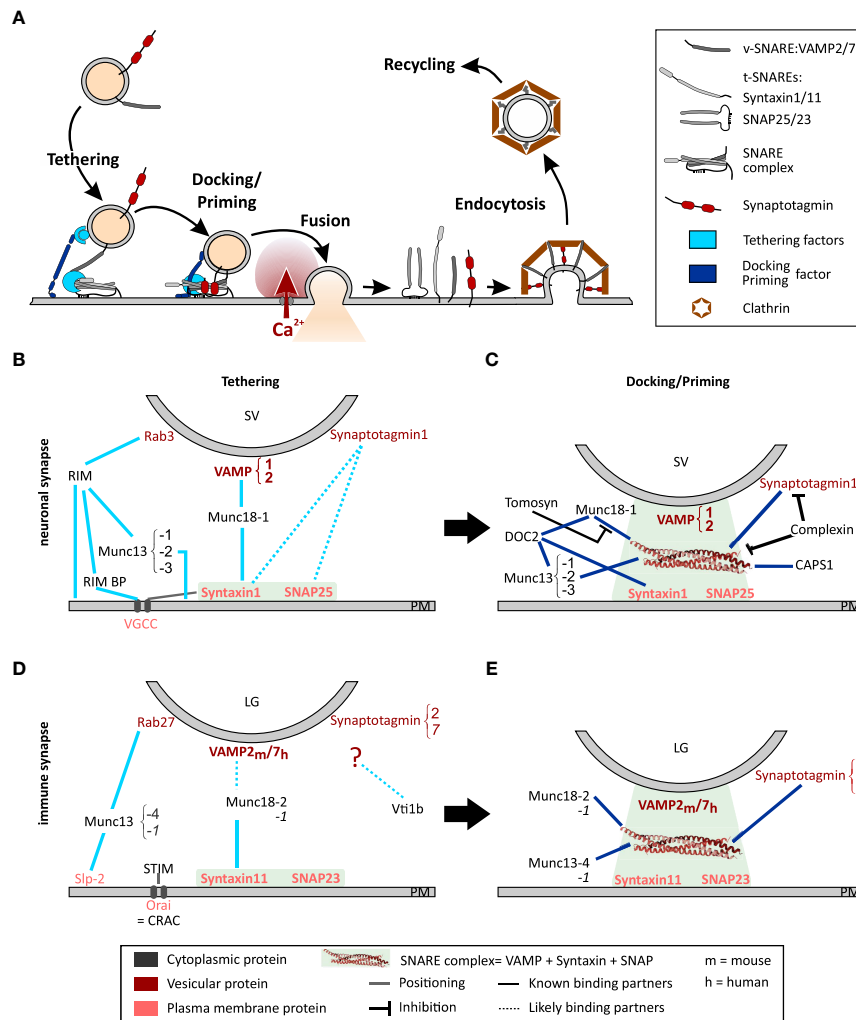 A
Recycling
Tethering
Docking/
Priming
Fusion
Endocytosis
Ca2+
v-SNARE:VAMP2/7
t-SNAREs:
Syntaxin1/11
SNAP25/23
SNARE
complex
Synaptotagmin
Tethering factors
Docking
Priming factor
Clathrin
B
Tethering
neuronal synapse
SV
Rab3
Synaptotagmin1
VAMP { 1
2
RIM
Munc18-1
Munc13 { -1
-2
-3
RIM BP
Syntaxin1
SNAP25
PM
VGCC
C
Docking/Priming
SV
Synaptotagmin1
Tomosyn
Munc18-1
VAMP { 1
2
Complexin
DOC2
CAPS1
Munc13 { -1
-2
-3
Syntaxin1
SNAP25
PM
D
immune synapse
LG
Rab27
Synaptotagmin { 2
7
VAMP2m/7h
?
Munc18-2
-1
Vti1b
Munc13 { -4
-1
STIM
Slp-2
Syntaxin11
SNAP23
PM
Orai
= CRAC
E
LG
Synaptotagmin {
VAMP2m/7h
Munc18-2
-1
Munc13-4
-1
Syntaxin11
SNAP23
PM
Cytoplasmic protein
SNARE complex= VAMP + Syntaxin + SNAP
m = mouse
Vesicular protein
Positioning
Known binding partners
h = human
Plasma membrane protein
Inhibition
Likely binding partners